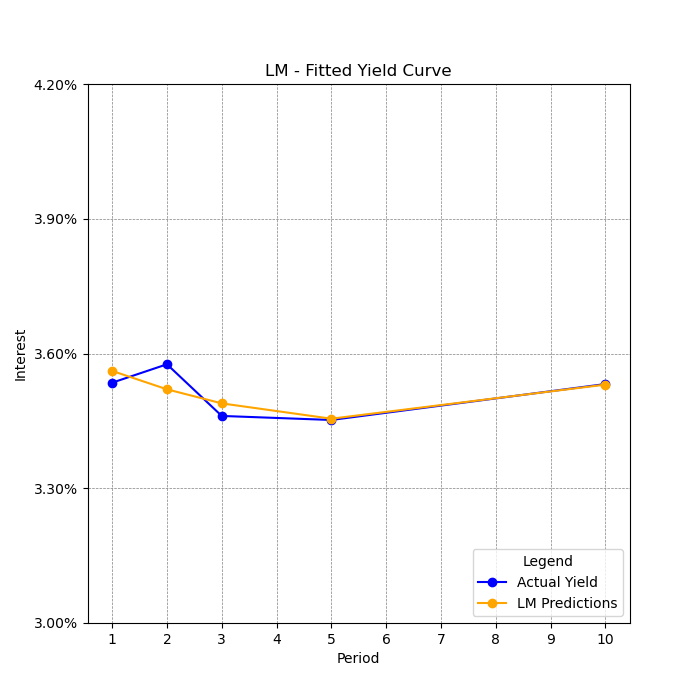 LM - Fitted Yield Curve
4.20%
3.90%
3.60%
3.30%
3.00%
Interest
1 2 3 4 5 6 7 8 9 10
Period
Legend
Actual Yield
LM Predictions